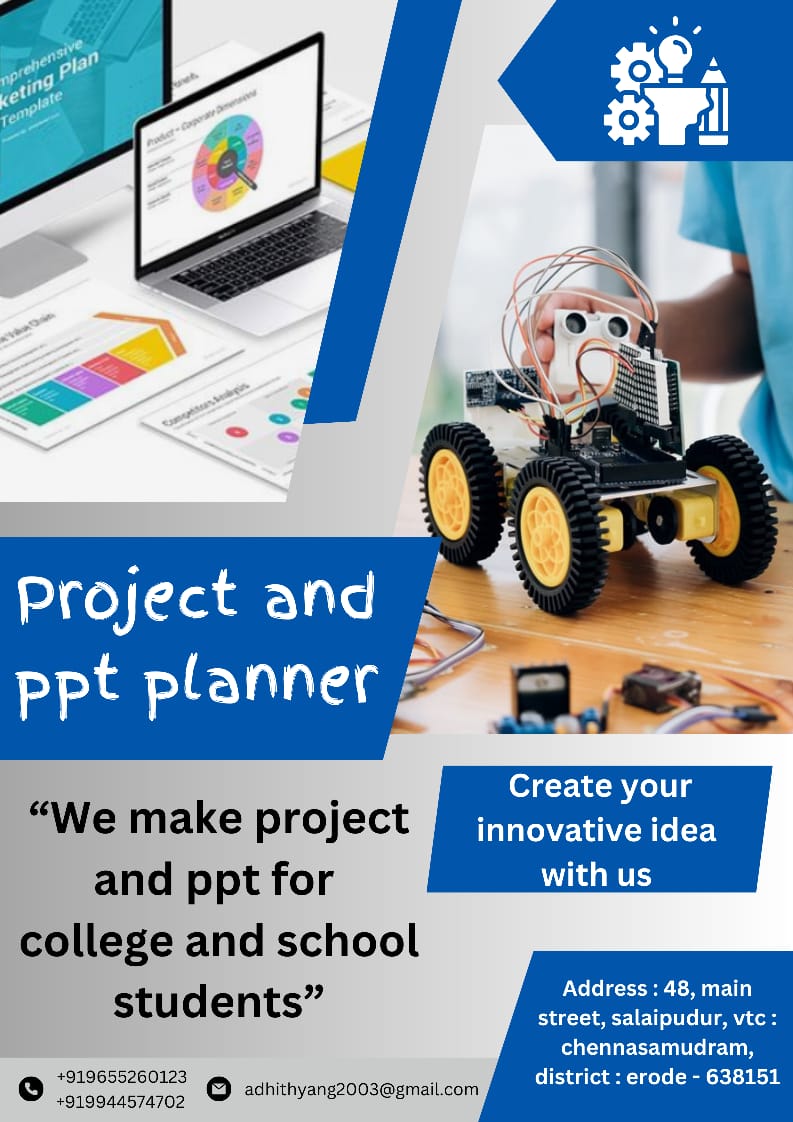 mprehensive
keting Plan
Template
Product – Corporate Dimensions
Value Chain
Competitors Analysis
Project and
ppt planner
“We make project
and ppt for
college and school
students”
Create your
innovative idea
with us
Address : 48, main
street, salaipudur, vtc :
chennasamudram,
district : erode - 638151
+919655260123
+919944574702
adhithyang2003@gmail.com